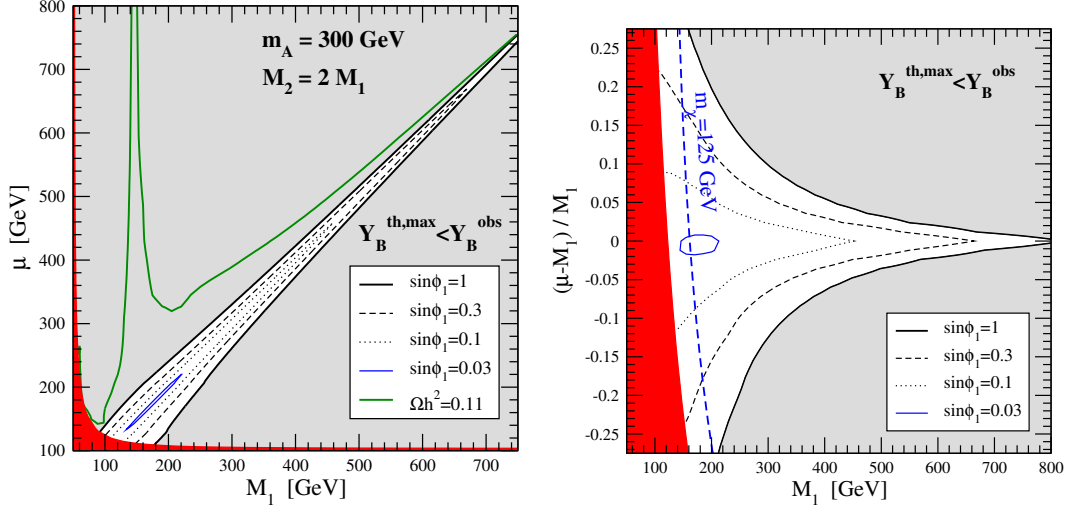 m_A = 300 GeV
M_2 = 2 M_1
Y_B^th,max<Y_B^obs
sinϕ_1=1
sinϕ_1=0.3
sinϕ_1=0.1
sinϕ_1=0.03
Ωh^2=0.11
μ [GeV]
800
700
600
500
400
300
200
100
100 200 300 400 500 600 700
M_1 [GeV]
Y_B^th,max<Y_B^obs
m_χ=125 GeV
sinϕ_1=1
sinϕ_1=0.3
sinϕ_1=0.1
sinϕ_1=0.03
(μ-M_1) / M_1
0.25
0.2
0.15
0.1
0.05
0
-0.05
-0.1
-0.15
-0.2
-0.25
100 200 300 400 500 600 700 800
M_1 [GeV]